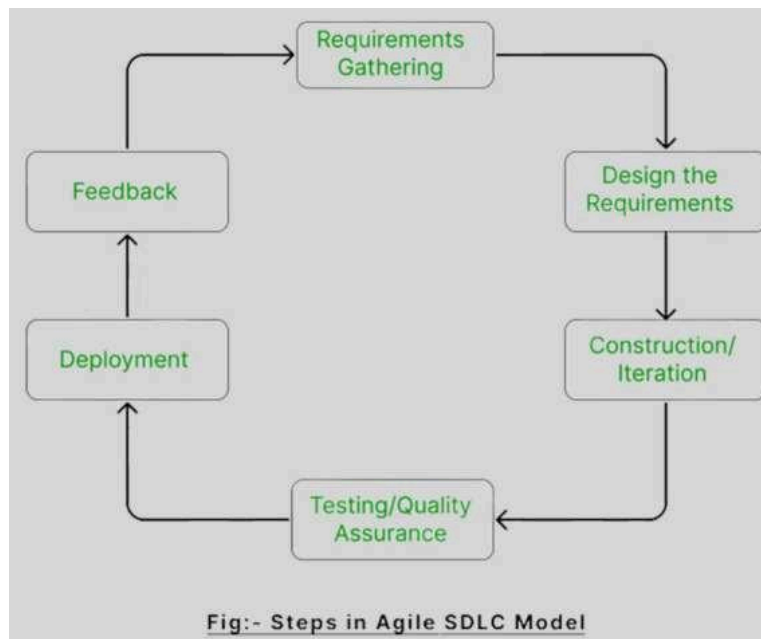 Requirements
Gathering
Design the
Requirements
Construction/
Iteration
Testing/Quality
Assurance
Deployment
Feedback
Fig:- Steps in Agile SDLC Model